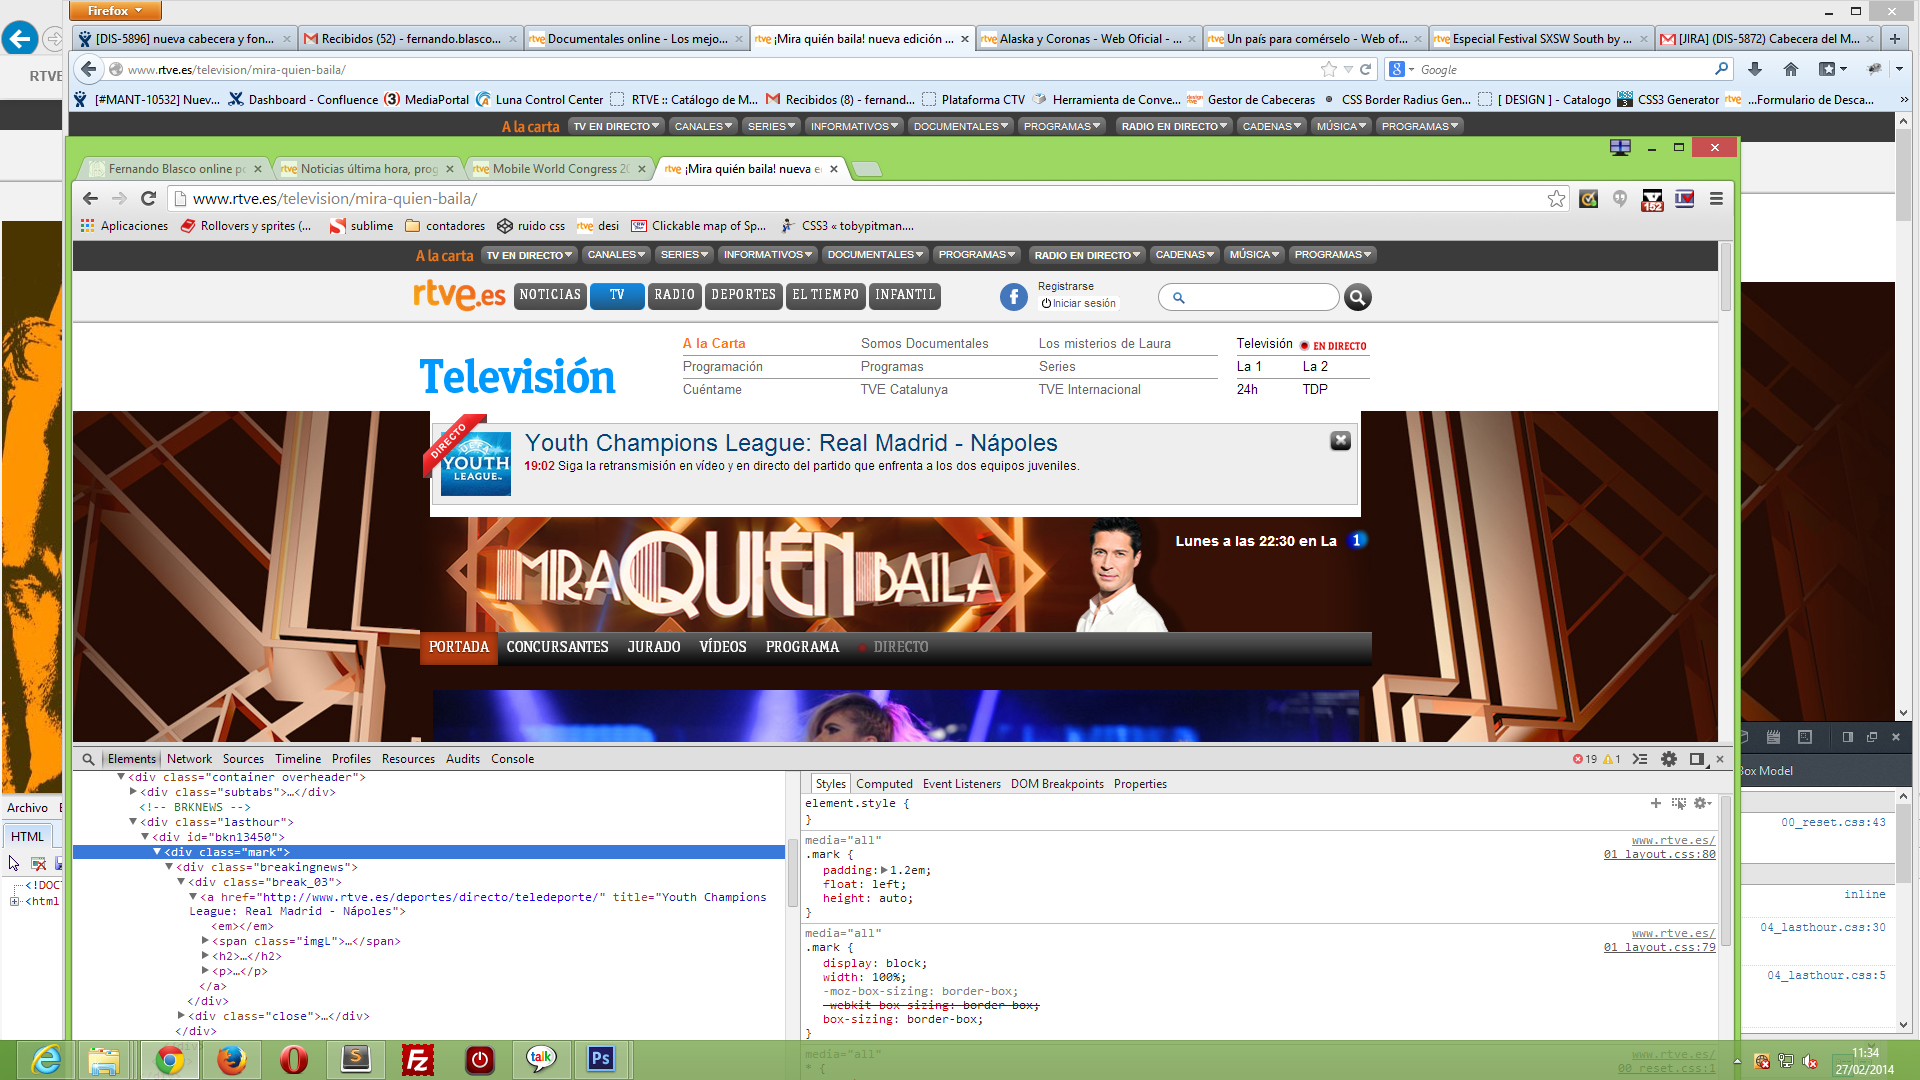 Firefox
[DIS-5896] nueva cabecera y fon...
Recibidos (52) - fernando.blasco...
Documentales online - Los mejo...
¡Mira quién baila! nueva edición ...
Alaska y Coronas - Web Oficial - ...
Un país para comérselo - Web of...
Especial Festival SXSW South by ...
[JIRA] (DIS-5872) Cabecera del M...
RTVE
www.rtve.es/television/mira-quien-baila/
Google
[#MANT-10532] Nuev...
Dashboard - Confluence
MediaPortal
Luna Control Center
RTVE :: Catálogo de M...
Recibidos (8) - fernand...
Plataforma CTV
Herramienta de Conve...
Gestor de Cabeceras
CSS Border Radius Gen...
[ DESIGN ] - Catalogo
CSS3 Generator
...Formulario de Desca...
A la carta TV EN DIRECTO CANALES SERIES INFORMATIVOS DOCUMENTALES PROGRAMAS RADIO EN DIRECTO CADENAS MÚSICA PROGRAMAS
Fernando Blasco online po
Noticias última hora, prog
Mobile World Congress 20
¡Mira quién baila! nueva e
www.rtve.es/television/mira-quien-baila/
152
Aplicaciones
Rollovers y sprites (...
sublime
contadores
ruido css
desi
Clickable map of Sp...
CSS3 « tobypitman....
A la carta TV EN DIRECTO CANALES SERIES INFORMATIVOS DOCUMENTALES PROGRAMAS RADIO EN DIRECTO CADENAS MÚSICA PROGRAMAS
rtve.es NOTICIAS TV RADIO DEPORTES EL TIEMPO INFANTIL
Registrarse
Iniciar sesión
Televisión
A la Carta Somos Documentales Los misterios de Laura
Programación Programas Series
Cuéntame TVE Catalunya TVE Internacional
Televisión EN DIRECTO
La 1 La 2
24h TDP
DIRECTO
UEFA
YOUTH
LEAGUE
Youth Champions League: Real Madrid - Nápoles
19:02 Siga la retransmisión en vídeo y en directo del partido que enfrenta a los dos equipos juveniles.
MIRA QUIÉN BAILA
Lunes a las 22:30 en La 1
PORTADA CONCURSANTES JURADO VÍDEOS PROGRAMA DIRECTO
Elements Network Sources Timeline Profiles Resources Audits Console
19 1
<div class="container overheader">
<div class="subtabs">…</div>
<!-- BRKNEWS -->
<div class="lasthour">
<div id="bkn13450">
<div class="mark">
<div class="breakingnews">
<div class="break_03">
<a href="http://www.rtve.es/deportes/directo/teledeporte/" title="Youth Champions
League: Real Madrid - Nápoles">
<em></em>
<span class="imgL">…</span>
<h2>…</h2>
<p>…</p>
</a>
</div>
<div class="close">…</div>
</div>
Styles Computed Event Listeners DOM Breakpoints Properties
element.style {
}
media="all" www.rtve.es/
.mark { 01_layout.css:80
padding: 1.2em;
float: left;
height: auto;
}
media="all" www.rtve.es/
.mark { 01_layout.css:79
display: block;
width: 100%;
-moz-box-sizing: border-box;
-webkit-box-sizing: border-box;
box-sizing: border-box;
}
media="all" www.rtve.es/
* { 00_reset.css:1
Archivo
HTML
<!DOC
<html
Box Model
00_reset.css:43
inline
04_lasthour.css:30
04_lasthour.css:5
talk
Ps
11:34
27/02/2014